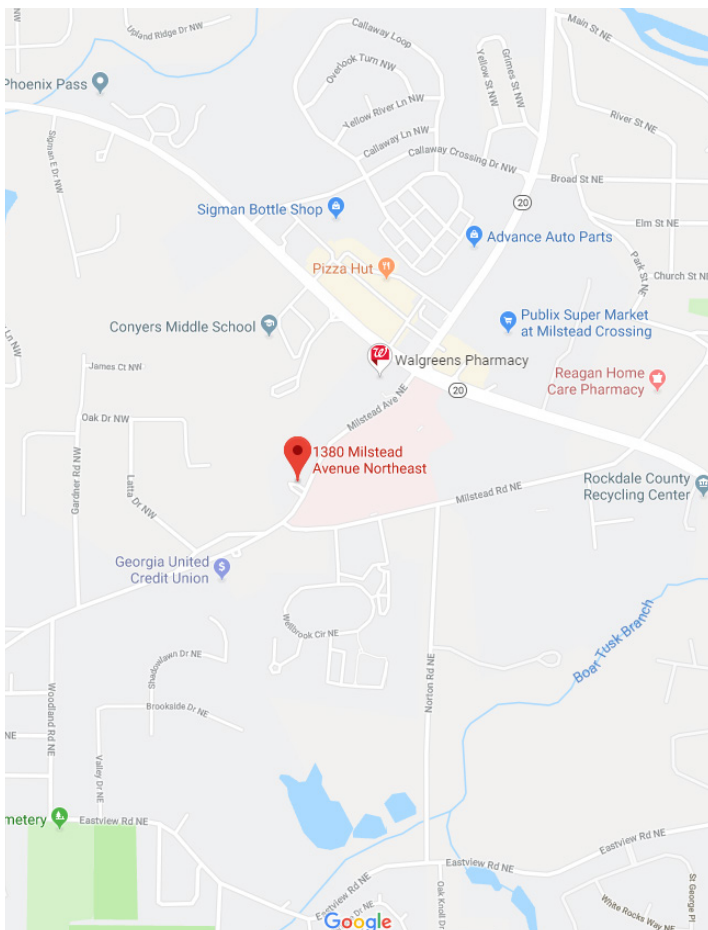 Upland Ridge Dr NW
Callaway Loop
Main St NE
Overlook Turn NW
Yellow St NW
Grimes St NW
Phoenix Pass
Yellow River Ln NW
River St NE
Sigman E Dr NW
Callaway Ln NW
Callaway Crossing Dr NW
Broad St NE
20
Sigman Bottle Shop
Elm St NE
Advance Auto Parts
Park St NE
Pizza Hut
Church St NE
Publix Super Market
at Milstead Crossing
Conyers Middle School
Ln NW
Walgreens Pharmacy
James Ct NW
20
Reagan Home
Care Pharmacy
Milstead Ave NE
Oak Dr NW
1380 Milstead
Avenue Northeast
Gardner Rd NW
Latta Dr NW
Rockdale County
Recycling Center
Milstead Rd NE
Georgia United
Credit Union
Wellbrook Cir NE
Boar Tusk Branch
Shadowlawn Dr NE
Woodland Rd NE
Norton Rd NE
Brookside Dr NE
NE
Valley Dr NE
metery
Eastview Rd NE
Eastview Rd NE
Eastview Rd NE
Eastview Rd NE
Oak Knoll Dr
St George Pl
White Rocks Way NE
Google